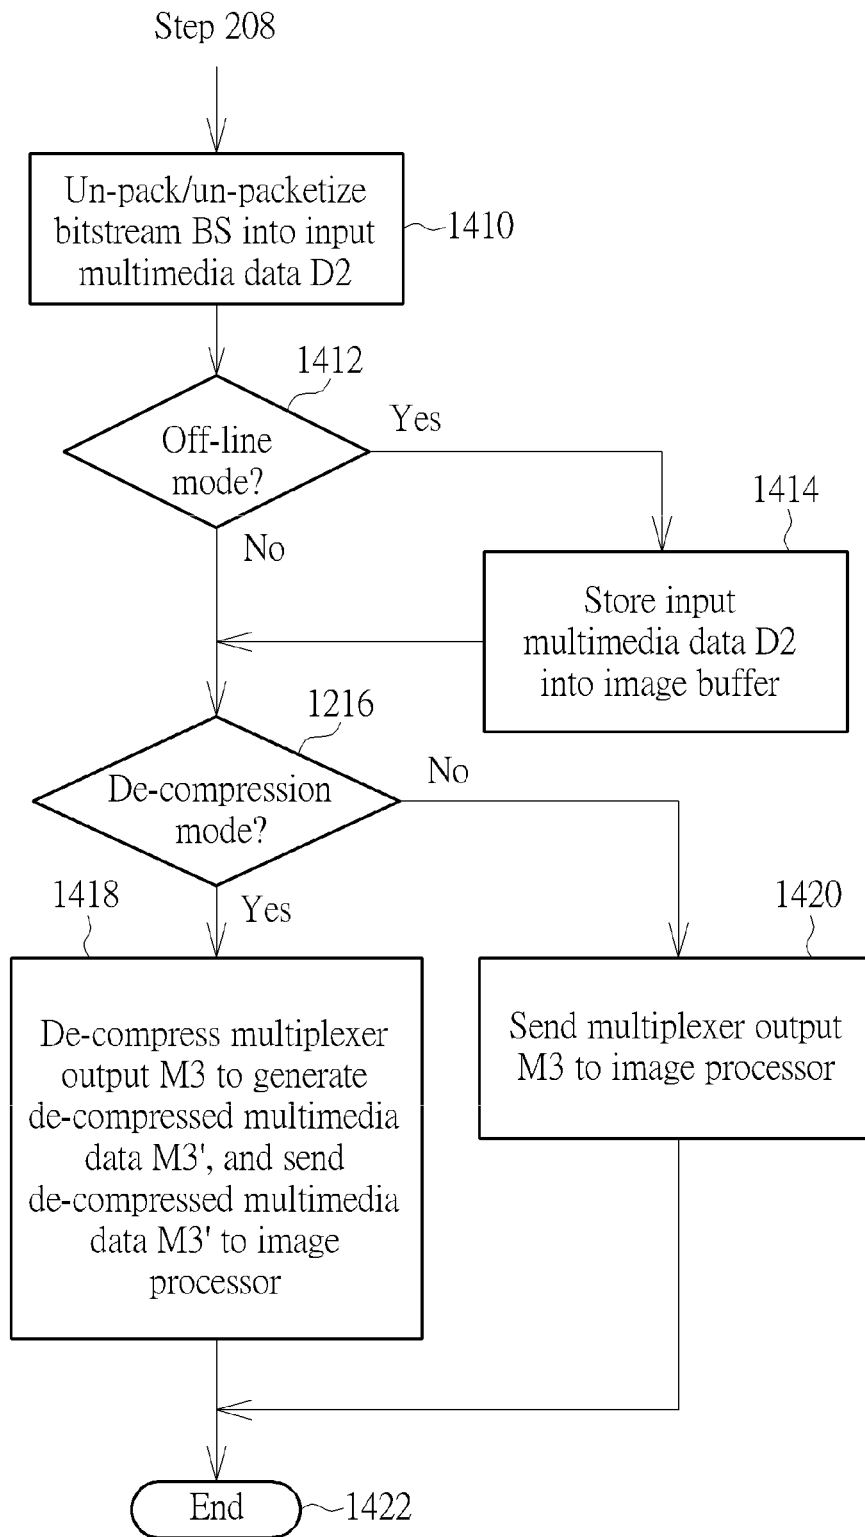 Step 208
Un-pack/un-packetize
bitstream BS into input
multimedia data D2
1410
1412
Off-line
mode?
Yes
No
1414
Store input
multimedia data D2
into image buffer
1216
De-compression
mode?
No
Yes
1418
De-compress multiplexer
output M3 to generate
de-compressed multimedia
data M3', and send
de-compressed multimedia
data M3' to image
processor
1420
Send multiplexer output
M3 to image processor
End
1422